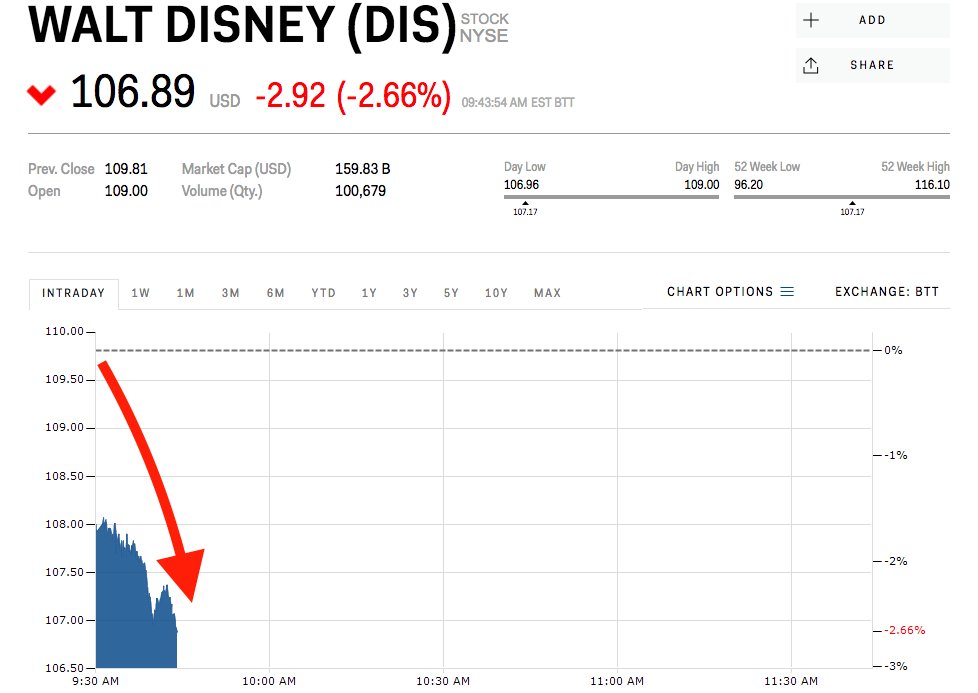 WALT DISNEY (DIS) STOCK NYSE
ADD
SHARE
106.89 USD -2.92 (-2.66%) 09:43:54 AM EST BTT
Prev. Close 109.81 Market Cap (USD) 159.83 B
Open 109.00 Volume (Qty.) 100,679
Day Low Day High 52 Week Low 52 Week High
106.96 109.00 96.20 116.10
107.17 107.17
INTRADAY 1W 1M 3M 6M YTD 1Y 3Y 5Y 10Y MAX CHART OPTIONS EXCHANGE: BTT
110.00
0%
109.50
109.00
-1%
108.50
108.00
-2%
107.50
107.00
-2.66%
106.50
-3%
9:30 AM 10:00 AM 10:30 AM 11:00 AM 11:30 AM